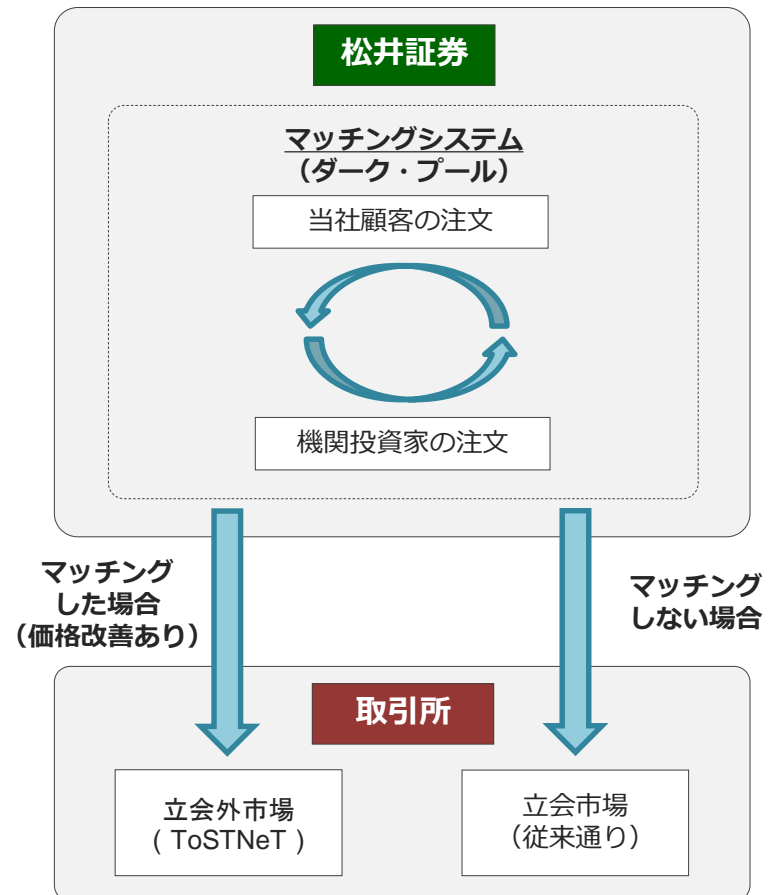 松井証券
マッチングシステム
（ダーク・プール）
当社顧客の注文
機関投資家の注文
マッチング
した場合
（価格改善あり）
マッチング
しない場合
取引所
立会外市場
( ToSTNeT )
立会市場
（従来通り）